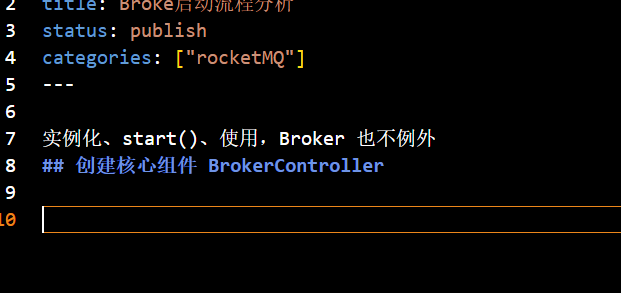 2 title: Broke启动流程分析
3 status: publish
4 categories: ["rocketMQ"]
5 ---
6
7 实例化、start()、使用，Broker 也不例外
8 ## 创建核心组件 BrokerController
9
10